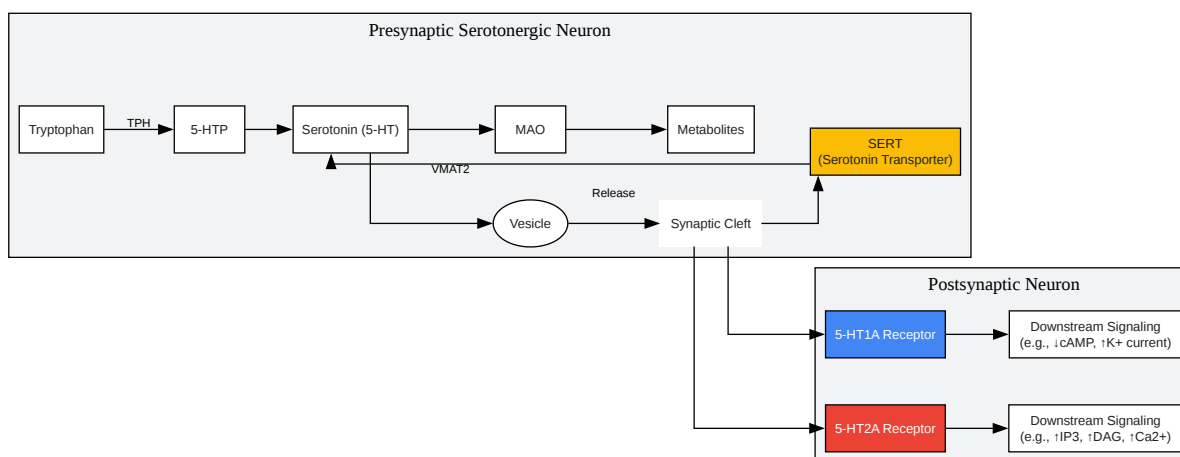 Presynaptic Serotonergic Neuron
Tryptophan
TPH
5-HTP
Serotonin (5-HT)
MAO
Metabolites
SERT
(Serotonin Transporter)
VMAT2
Release
Vesicle
Synaptic Cleft
Postsynaptic Neuron
5-HT1A Receptor
Downstream Signaling
(e.g., ↓cAMP, ↑K+ current)
5-HT2A Receptor
Downstream Signaling
(e.g., ↑IP3, ↑DAG, ↑Ca2+)